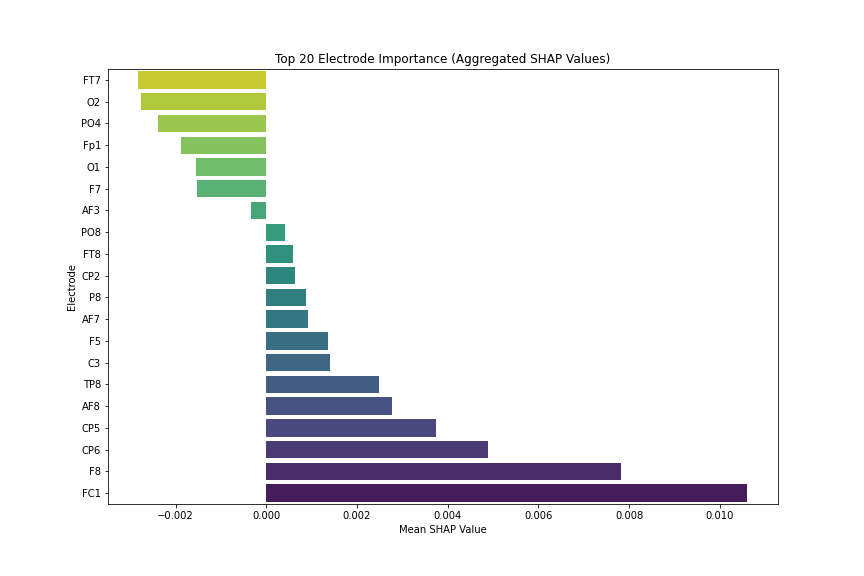 Top 20 Electrode Importance (Aggregated SHAP Values)
Electrode
FT7
O2
PO4
Fp1
O1
F7
AF3
PO8
FT8
CP2
P8
AF7
F5
C3
TP8
AF8
CP5
CP6
F8
FC1
−0.002 0.000 0.002 0.004 0.006 0.008 0.010
Mean SHAP Value